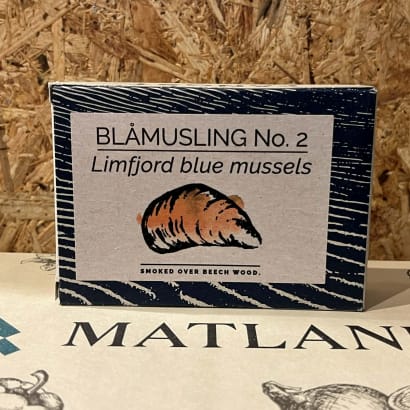 BLÅMUSLING No. 2
Limfjord blue mussels
SMOKED OVER BEECH WOOD.
MATLAN